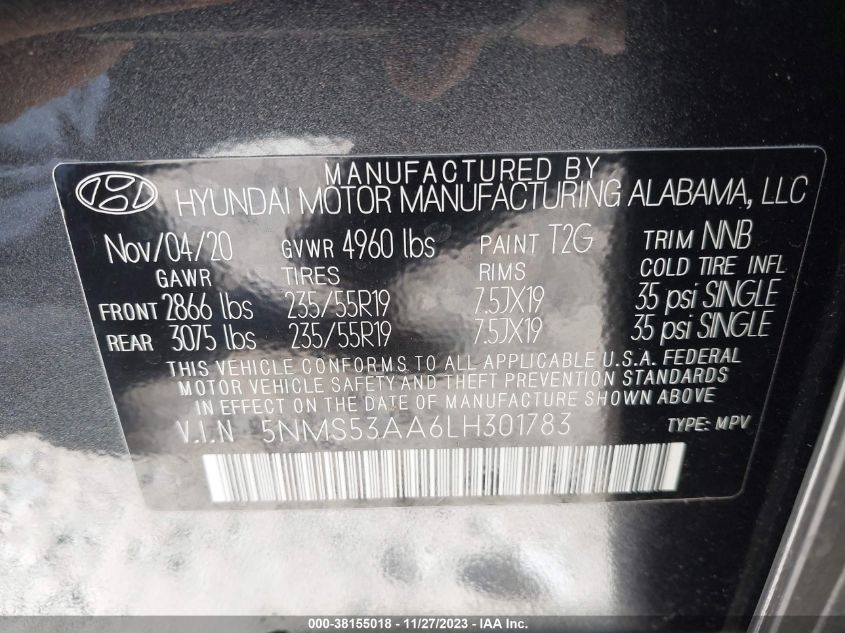 MANUFACTURED BY
HYUNDAI MOTOR MANUFACTURING ALABAMA, LLC
Nov/04/20 GVWR 4960 lbs PAINT T2G TRIM NNB
GAWR TIRES RIMS COLD TIRE INFL
FRONT 2866 lbs 235/55R19 7.5JX19 35 psi SINGLE
REAR 3075 lbs 235/55R19 7.5JX19 35 psi SINGLE
THIS VEHICLE CONFORMS TO ALL APPLICABLE U.S.A. FEDERAL
MOTOR VEHICLE SAFETY AND THEFT PREVENTION STANDARDS
IN EFFECT ON THE DATE OF MANUFACTURE SHOWN ABOVE
V.I.N 5NMS53AA6LH301783 TYPE: MPV
000-38155018 - 11/27/2023 - IAA Inc.